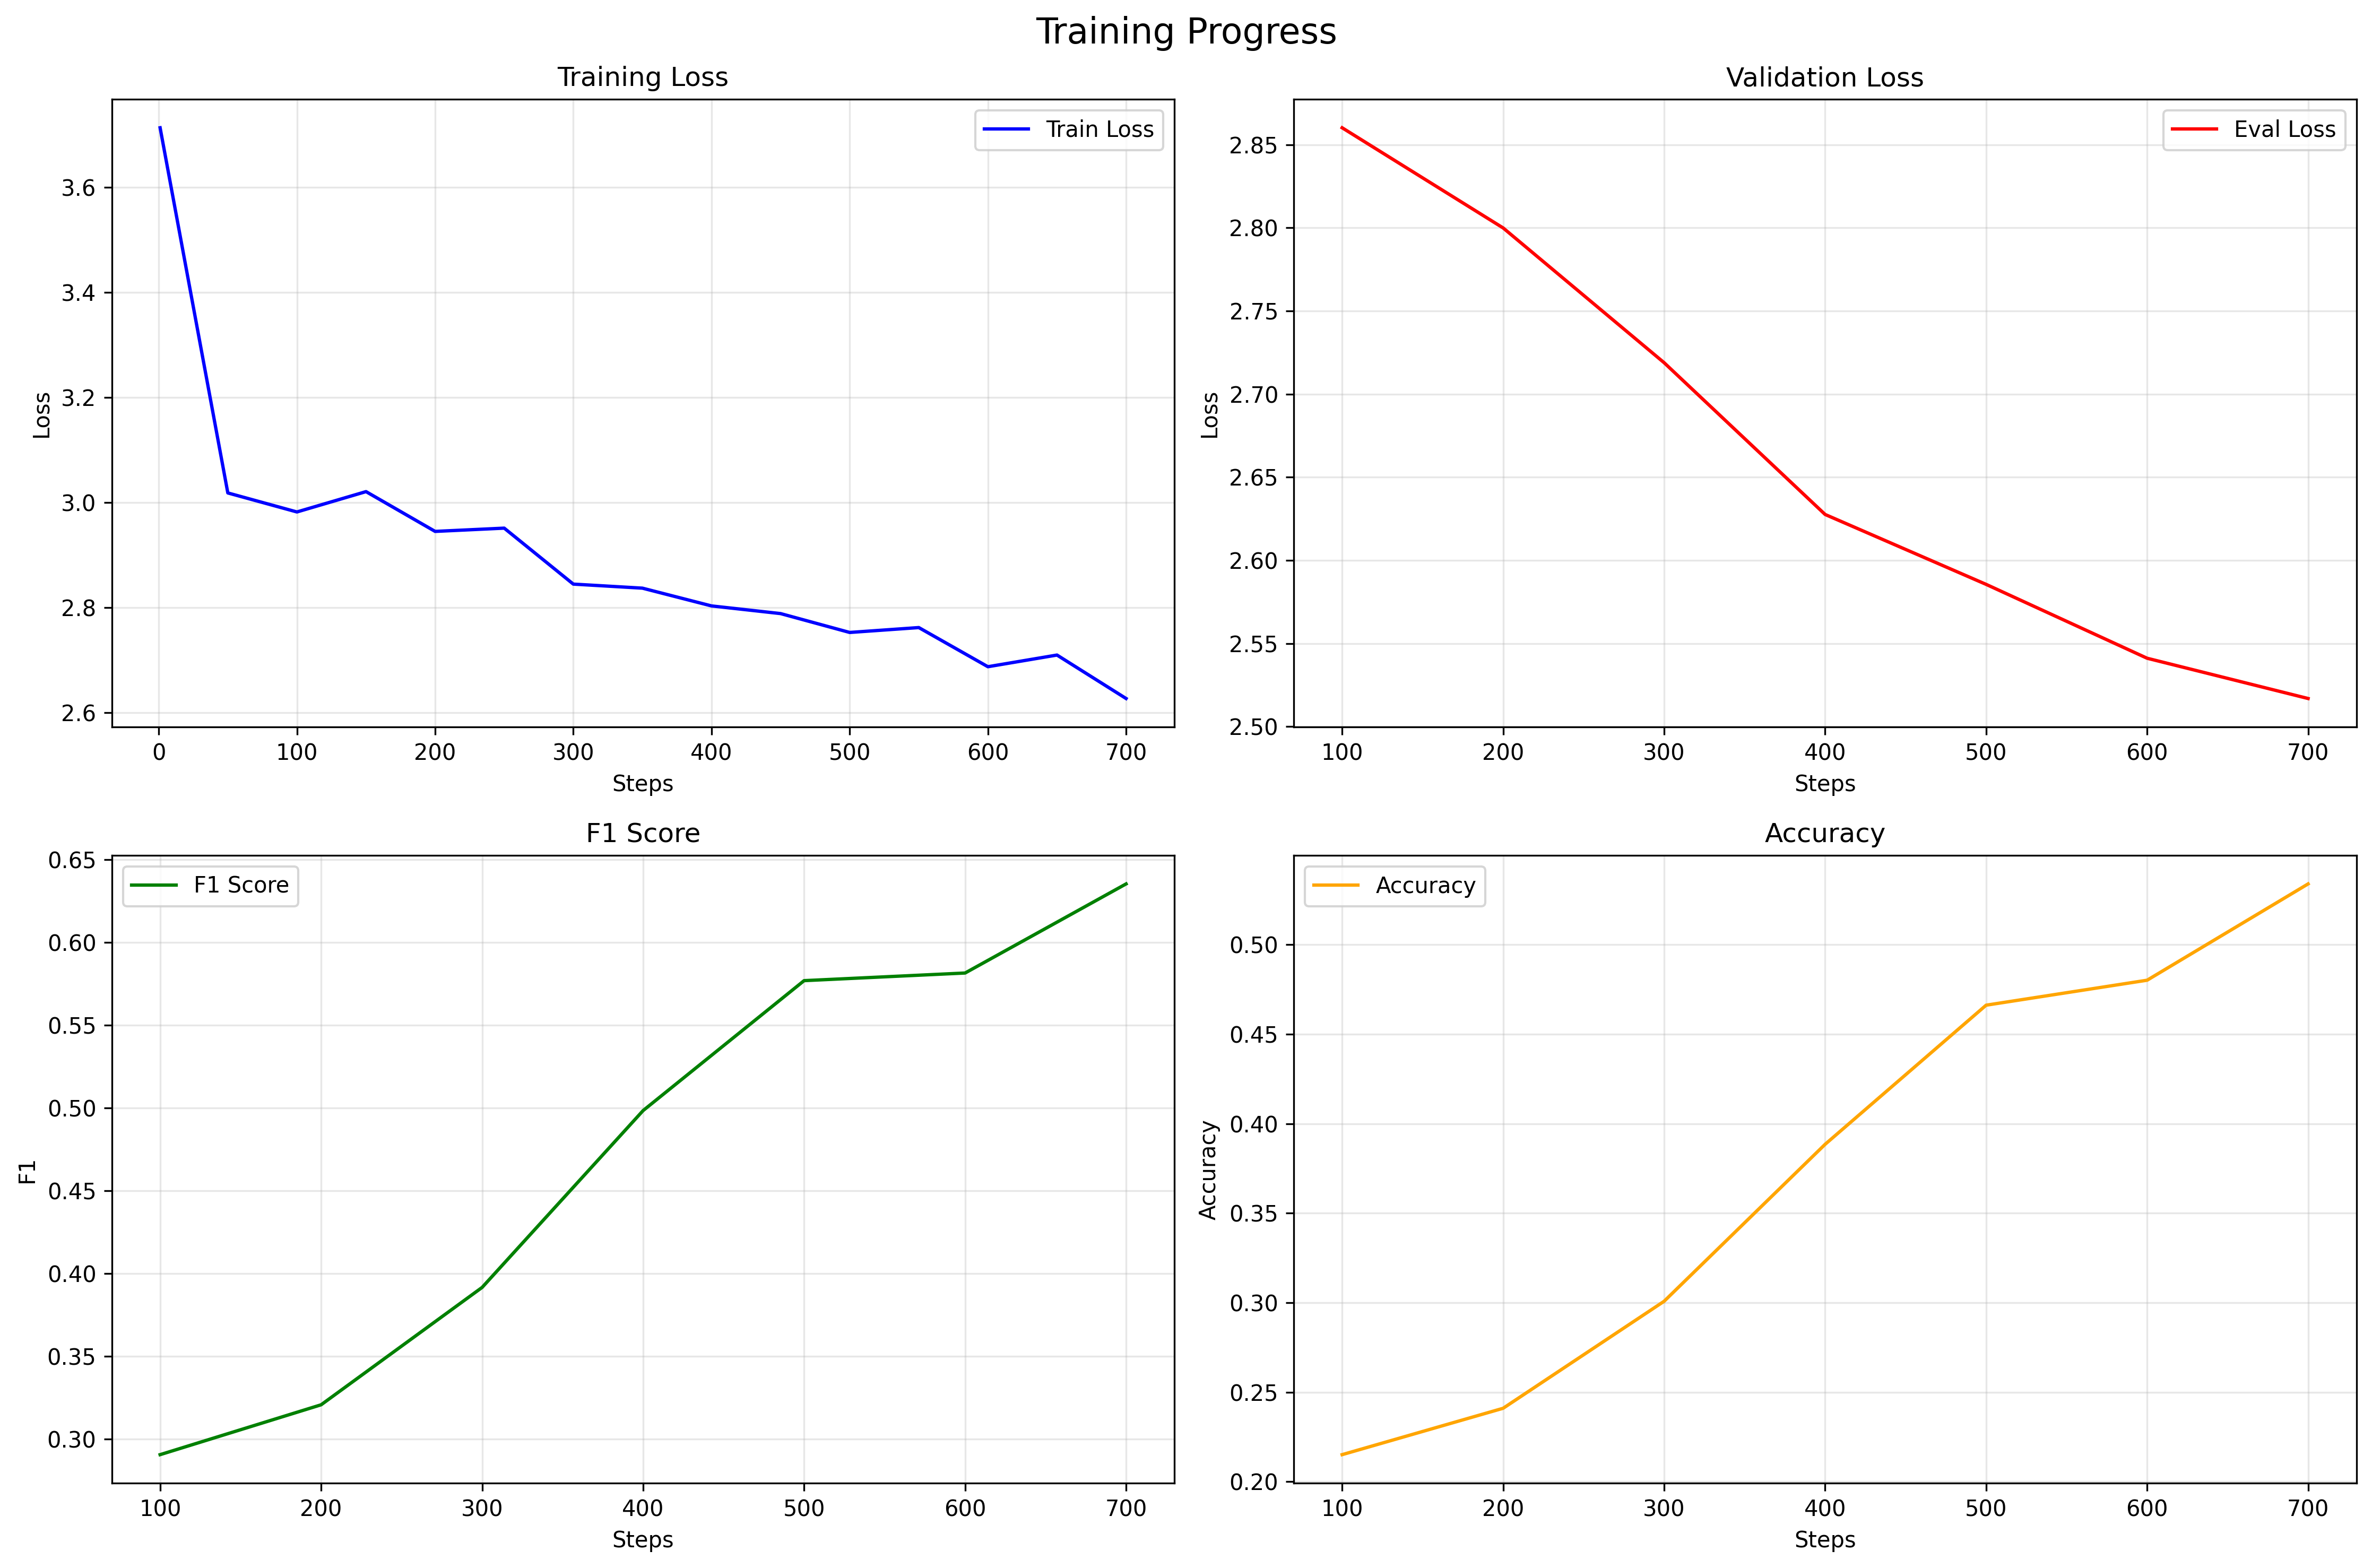 Training Progress
Training Loss
Train Loss
3.6
3.4
3.2
3.0
2.8
2.6
Loss
0 100 200 300 400 500 600 700
Steps
Validation Loss
Eval Loss
2.85
2.80
2.75
2.70
2.65
2.60
2.55
2.50
Loss
100 200 300 400 500 600 700
Steps
F1 Score
F1 Score
0.65
0.60
0.55
0.50
0.45
0.40
0.35
0.30
F1
100 200 300 400 500 600 700
Steps
Accuracy
Accuracy
0.50
0.45
0.40
0.35
0.30
0.25
0.20
Accuracy
100 200 300 400 500 600 700
Steps